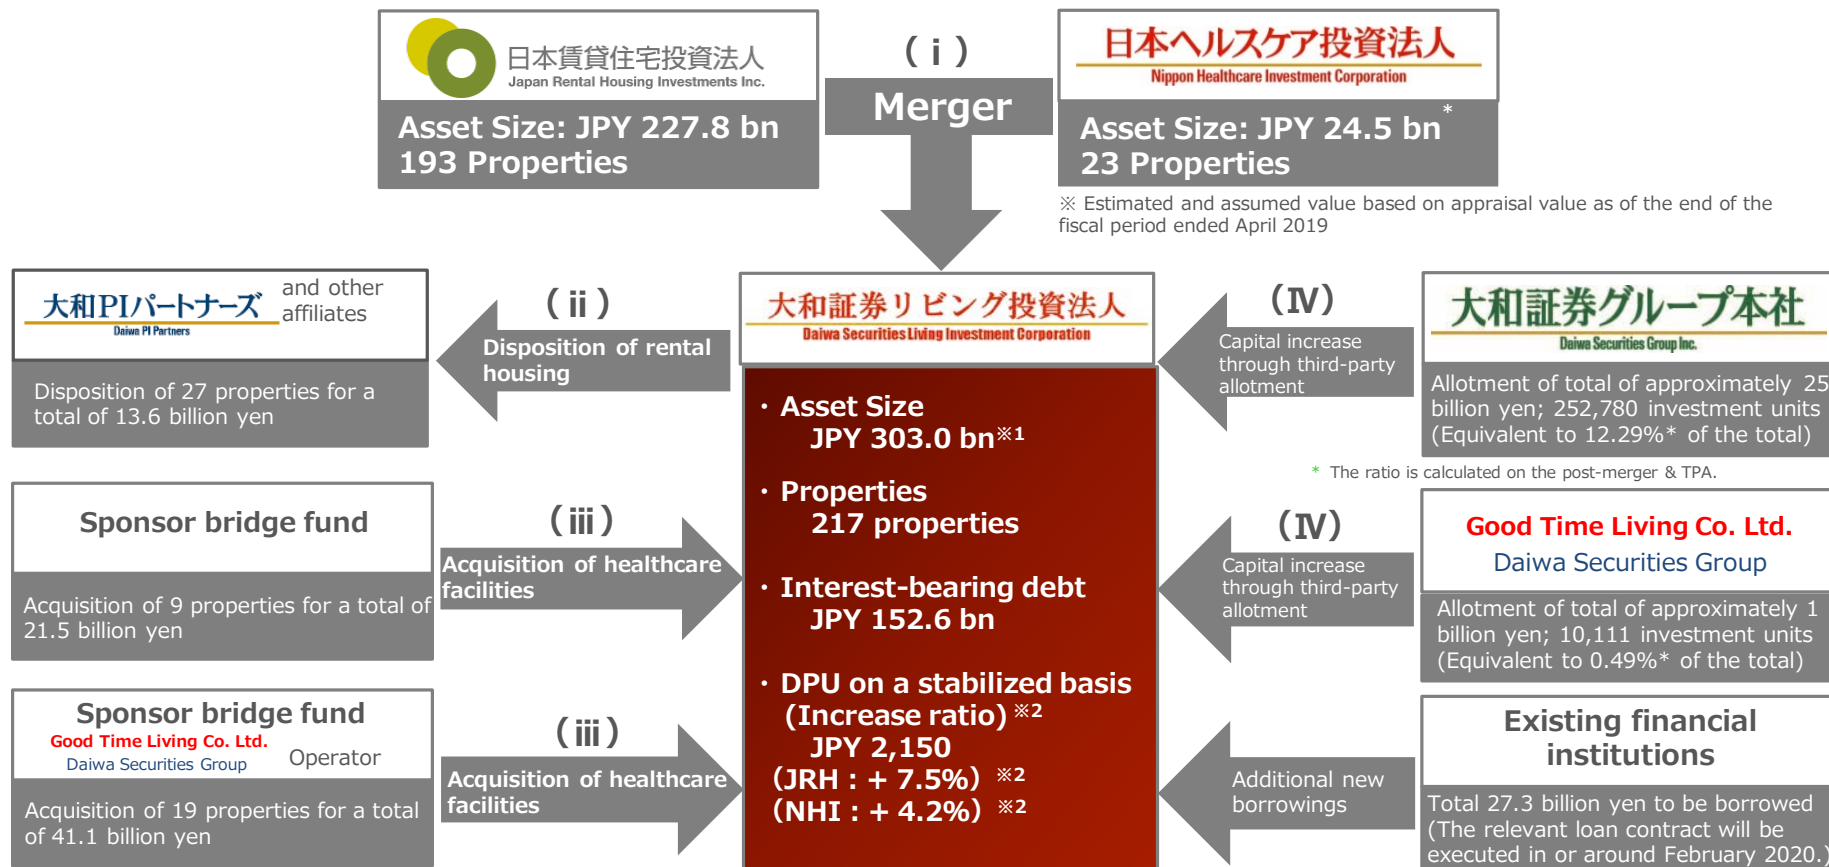 日本賃貸住宅投資法人
Japan Rental Housing Investments Inc.
Asset Size: JPY 227.8 bn
193 Properties
(ⅰ)
Merger
日本ヘルスケア投資法人
Nippon Healthcare Investment Corporation
Asset Size: JPY 24.5 bn*
23 Properties
※ Estimated and assumed value based on appraisal value as of the end of the
fiscal period ended April 2019
大和PIパートナーズ
Daiwa PI Partners
and other
affiliates
Disposition of 27 properties for a
total of 13.6 billion yen
(ⅱ)
Disposition of rental
housing
Sponsor bridge fund
Acquisition of 9 properties for a total of
21.5 billion yen
(ⅲ)
Acquisition of healthcare
facilities
Sponsor bridge fund
Good Time Living Co. Ltd.
Daiwa Securities Group
Operator
Acquisition of 19 properties for a total
of 41.1 billion yen
(ⅲ)
Acquisition of healthcare
facilities
大和証券リビング投資法人
Daiwa Securities Living Investment Corporation
・Asset Size
JPY 303.0 bn※1
・Properties
217 properties
・Interest-bearing debt
JPY 152.6 bn
・DPU on a stabilized basis
(Increase ratio) ※2
JPY 2,150
(JRH : + 7.5%) ※2
(NHI : + 4.2%) ※2
(Ⅳ)
Capital increase
through third-party
allotment
大和証券グループ本社
Daiwa Securities Group Inc.
Allotment of total of approximately 25
billion yen; 252,780 investment units
(Equivalent to 12.29%* of the total)
* The ratio is calculated on the post-merger & TPA.
(Ⅳ)
Capital increase
through third-party
allotment
Good Time Living Co. Ltd.
Daiwa Securities Group
Allotment of total of approximately 1
billion yen; 10,111 investment units
(Equivalent to 0.49%* of the total)
Additional new
borrowings
Existing financial
institutions
Total 27.3 billion yen to be borrowed
(The relevant loan contract will be
executed in or around February 2020.)